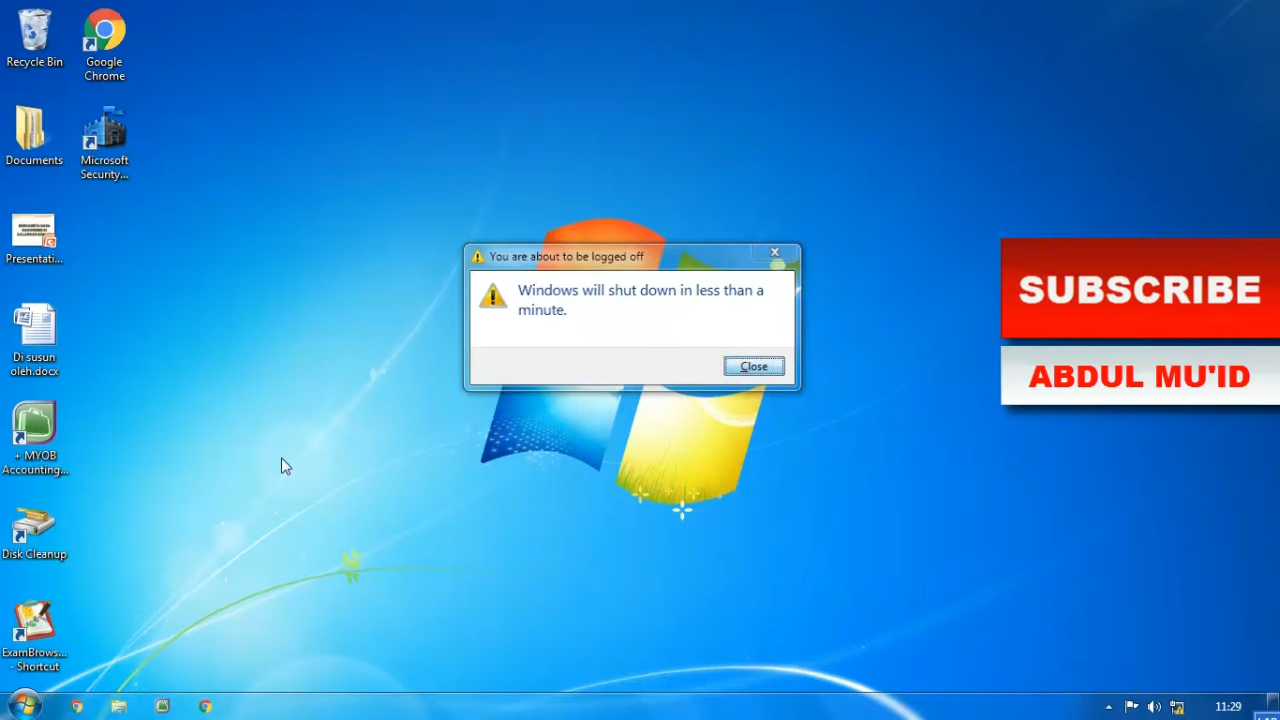 Recycle Bin
Google
Chrome
Documents
Microsoft
Security...
Presentati...
Di susun
oleh.docx
+ MYOB
Accounting...
Disk Cleanup
ExamBrows...
- Shortcut
You are about to be logged off
Windows will shut down in less than a
minute.
Close
SUBSCRIBE
ABDUL MU'ID
11:29